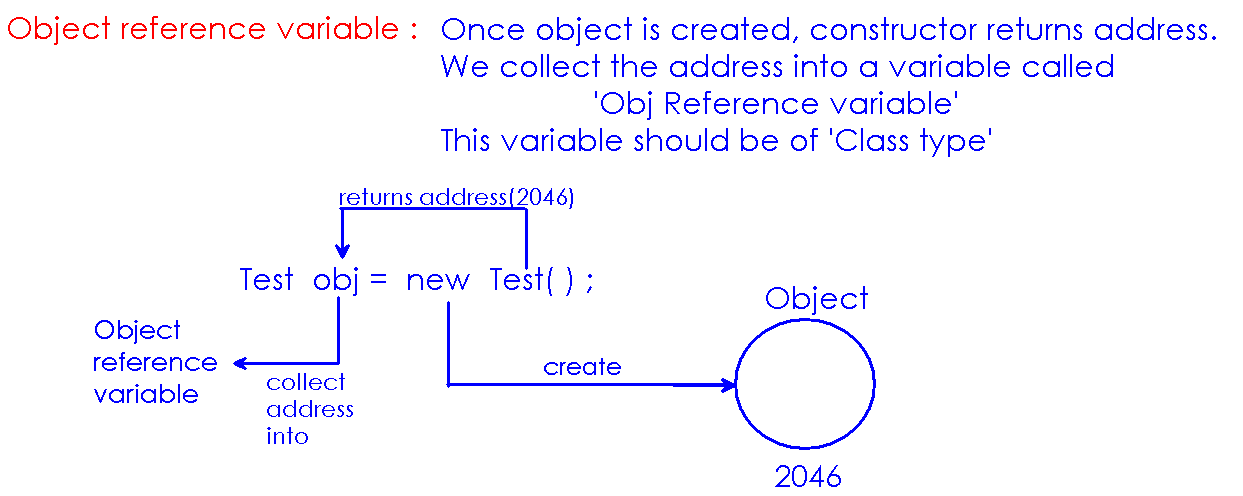 Object reference variable : Once object is created, constructor returns address.
We collect the address into a variable called
'Obj Reference variable'
This variable should be of 'Class type'
returns address(2046)
Test obj = new Test( ) ;
Object
Object
reference
variable
collect
address
into
create
2046